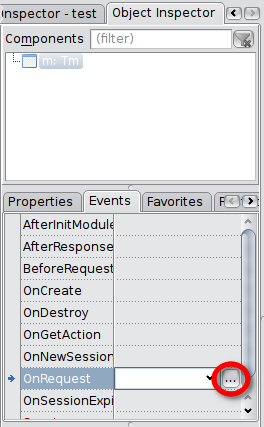 nspector - test Object Inspector
Components (filter)
m: Tm
Properties Events Favorites
AfterInitModule
AfterResponse
BeforeRequest
OnCreate
OnDestroy
OnGetAction
OnNewSession
OnRequest ...
OnSessionExpi